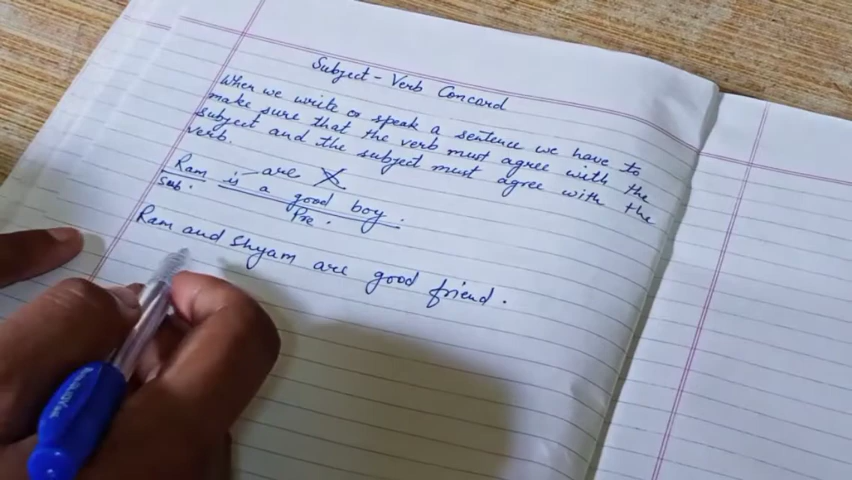 Subject - Verb Concord
When we write or speak a sentence we have to
make sure that the verb must agree with the
subject and the subject must agree with the
verb.
Ram is - are X
a good boy.
Sub. Pre.
Ram and Shyam are good friend.